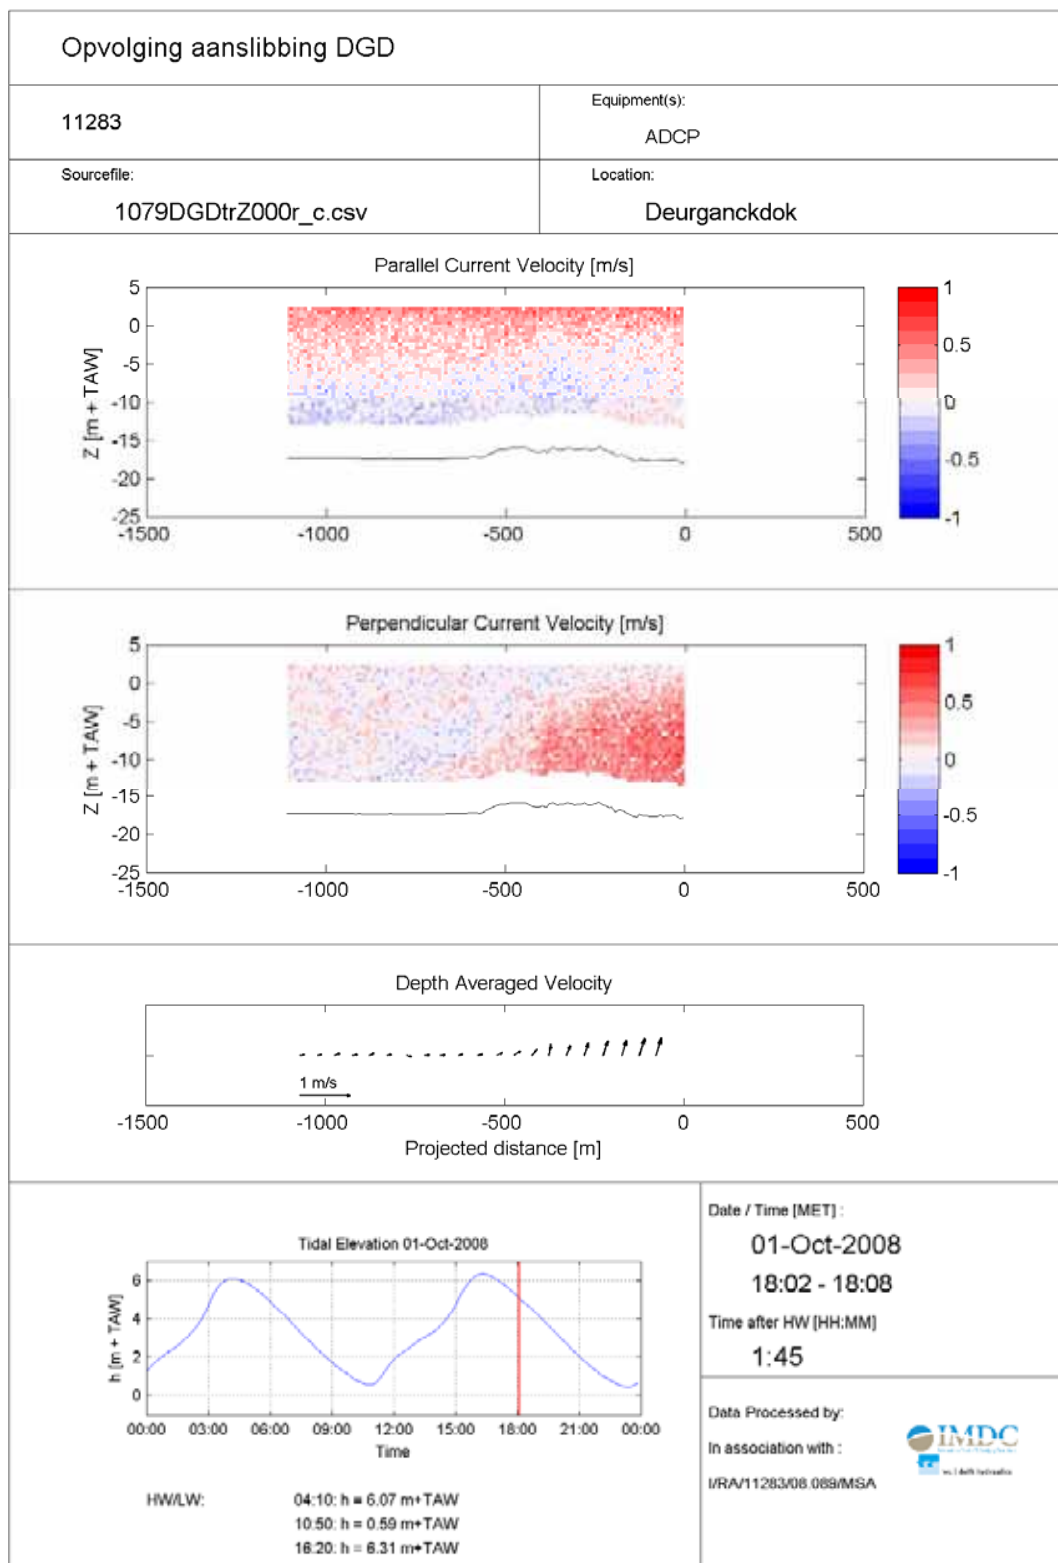 Opvolging aanslibbing DGD
11283
Equipment(s):
ADCP
Sourcefile:
1079DGDtrZ000r_c.csv
Location:
Deurganckdok
Parallel Current Velocity [m/s]
5
0
-5
-10
-15
-20
-25
Z [m + TAW]
-1500
-1000
-500
0
500
1
0.5
0
-0.5
-1
Perpendicular Current Velocity [m/s]
5
0
-5
-10
-15
-20
-25
Z [m + TAW]
-1500
-1000
-500
0
500
1
0.5
0
-0.5
-1
Depth Averaged Velocity
1 m/s
-1500
-1000
-500
0
500
Projected distance [m]
Tidal Elevation 01-Oct-2008
6
4
2
0
h [m + TAW]
00:00
03:00
06:00
09:00
12:00
15:00
18:00
21:00
00:00
Time
HW/LW:
04:10: h = 6.07 m+TAW
10:50: h = 0.59 m+TAW
16:20: h = 6.31 m+TAW
Date / Time [MET] :
01-Oct-2008
18:02 - 18:08
Time after HW [HH:MM]
1:45
Data Processed by:
IMDC
In association with :
wl | delft hydraulics
I/RA/11283/08.089/MSA